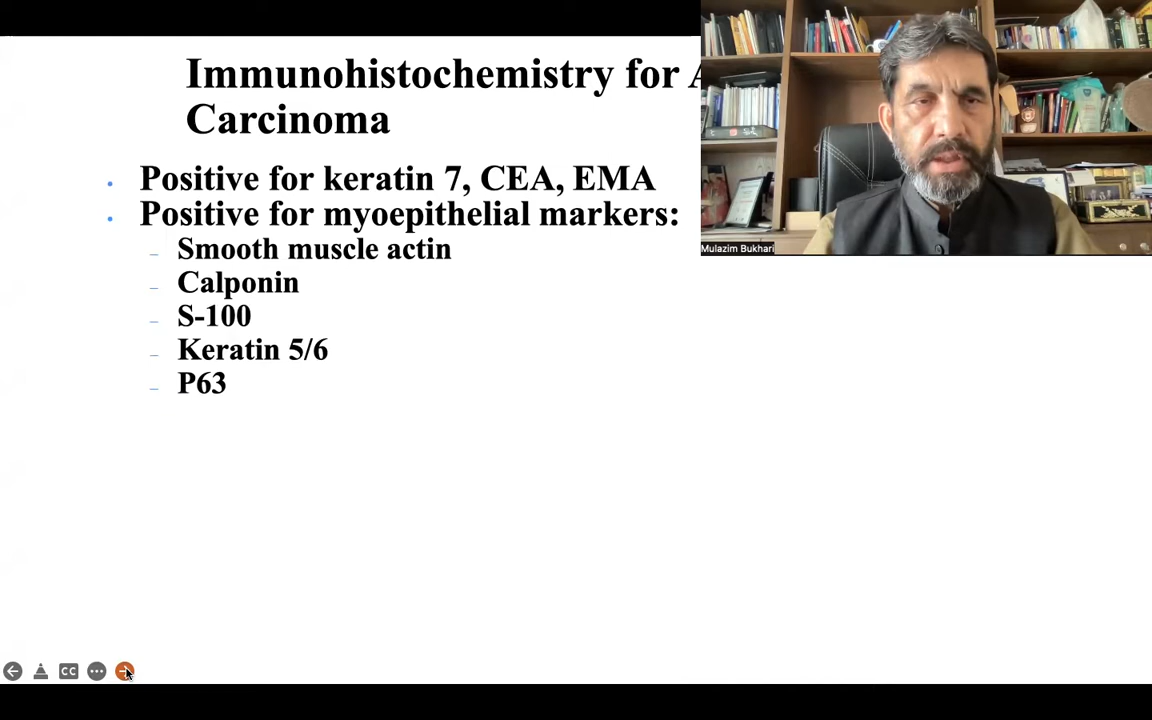 Immunohistochemistry for
Carcinoma
Positive for keratin 7, CEA, EMA
Positive for myoepithelial markers:
Smooth muscle actin
Calponin
S-100
Keratin 5/6
P63
Mulazim Bukhari
CC